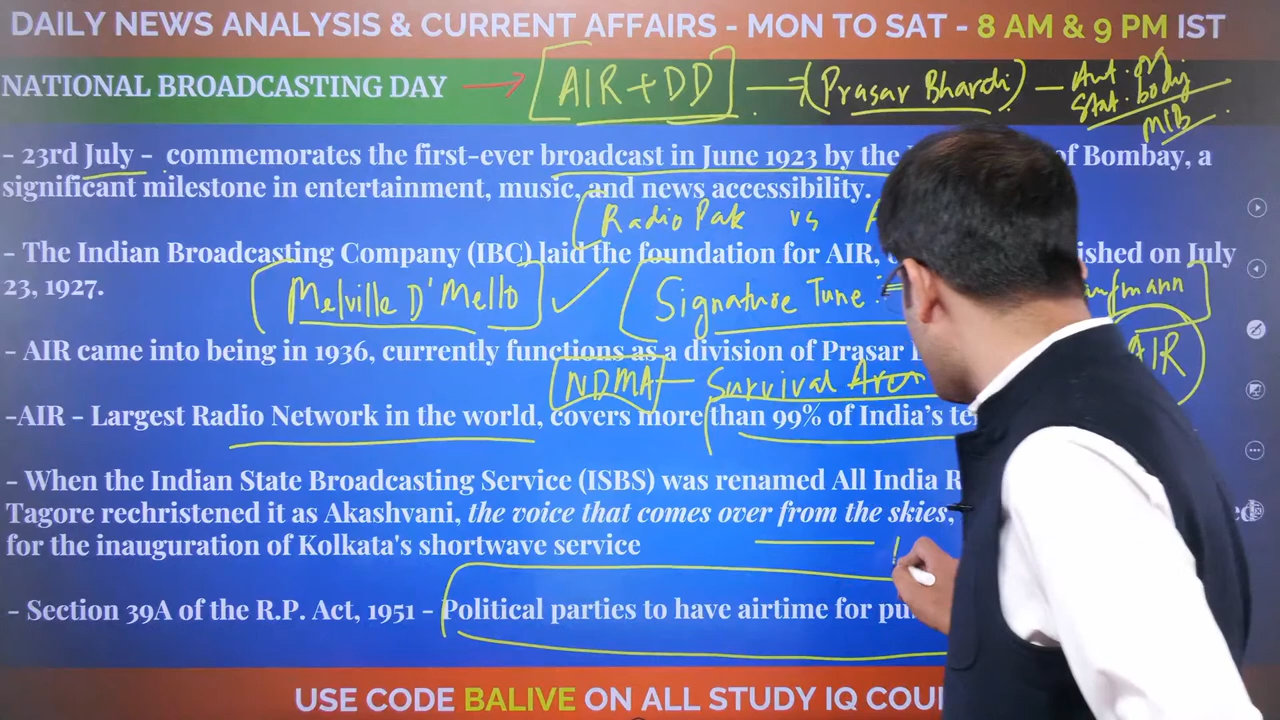 DAILY NEWS ANALYSIS & CURRENT AFFAIRS - MON TO SAT - 8 AM & 9 PM IST
NATIONAL BROADCASTING DAY → [AIR + DD] → (Prasar Bharti) - Aut. org
Stat. body
MIB
- 23rd July - commemorates the first-ever broadcast in June 1923 by the of Bombay, a
significant milestone in entertainment, music, and news accessibility.
Radio Pak vs
- The Indian Broadcasting Company (IBC) laid the foundation for AIR, on July
23, 1927.
Melville D'Mello ✓ Signature Tune :
- AIR came into being in 1936, currently functions as a division of Prasar AIR
NDMA - Survival
-AIR - Largest Radio Network in the world, covers more than 99% of India's
- When the Indian State Broadcasting Service (ISBS) was renamed All India
Tagore rechristened it as Akashvani, the voice that comes over from the skies,
for the inauguration of Kolkata's shortwave service
- Section 39A of the R.P. Act, 1951 - Political parties to have airtime for
USE CODE BALIVE ON ALL STUDY IQ